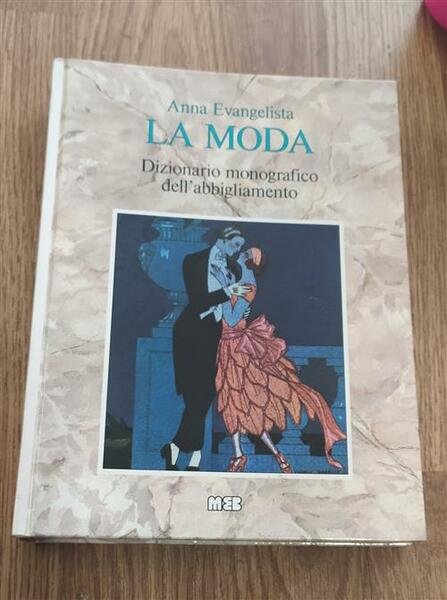 Anna Evangelista
LA MODA
Dizionario monografico
dell'abbigliamento
MEB